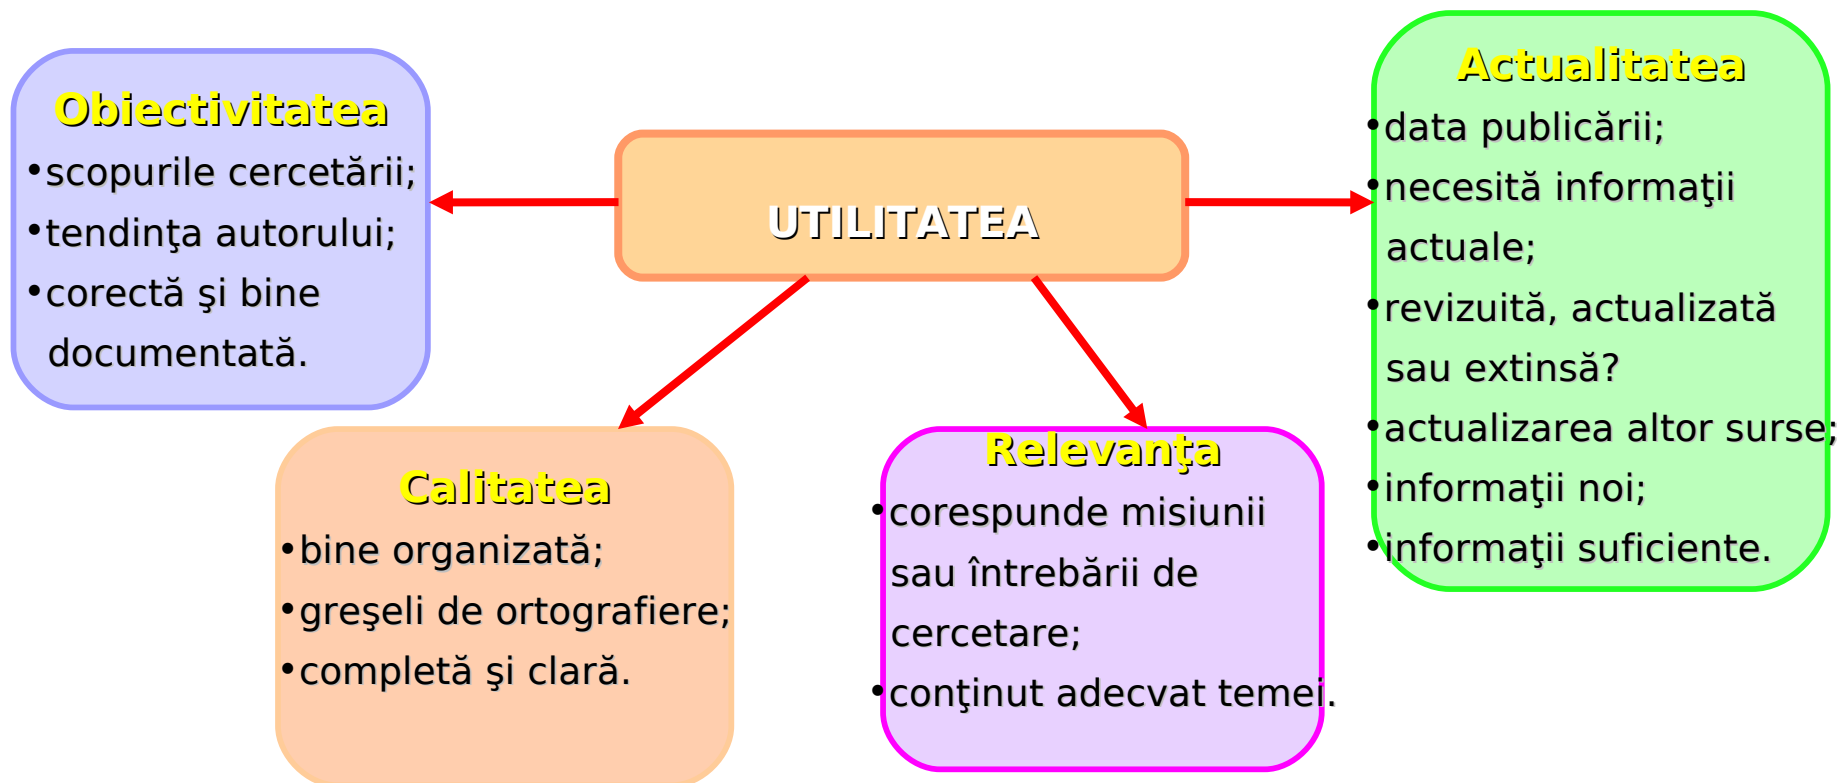 UTILITATEA
Obiectivitatea
•scopurile cercetării;
•tendinţa autorului;
•corectă şi bine
documentată.
Calitatea
•bine organizată;
•greşeli de ortografiere;
•completă şi clară.
Relevanţa
•corespunde misiunii
sau întrebării de
cercetare;
•conţinut adecvat temei.
Actualitatea
•data publicării;
•necesită informaţii
actuale;
•revizuită, actualizată
sau extinsă?
•actualizarea altor surse;
•informaţii noi;
•informaţii suficiente.